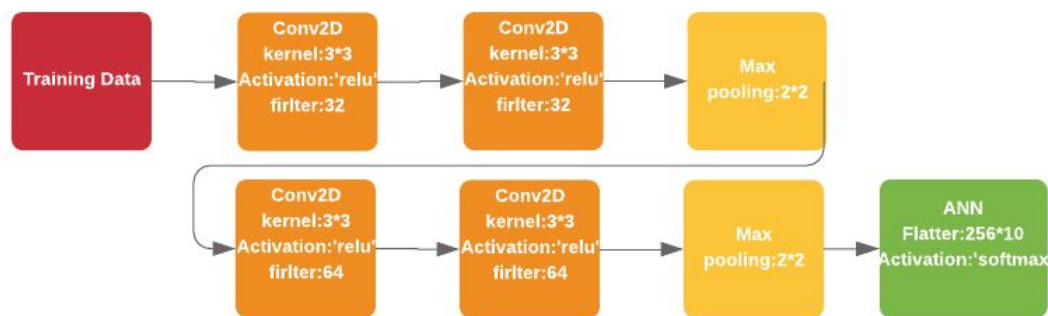 Training Data
Conv2D
kernel:3*3
Activation:'relu'
firlter:32
Conv2D
kernel:3*3
Activation:'relu'
firlter:32
Max
pooling:2*2
Conv2D
kernel:3*3
Activation:'relu'
firlter:64
Conv2D
kernel:3*3
Activation:'relu'
firlter:64
Max
pooling:2*2
ANN
Flatter:256*10
Activation:'softmax